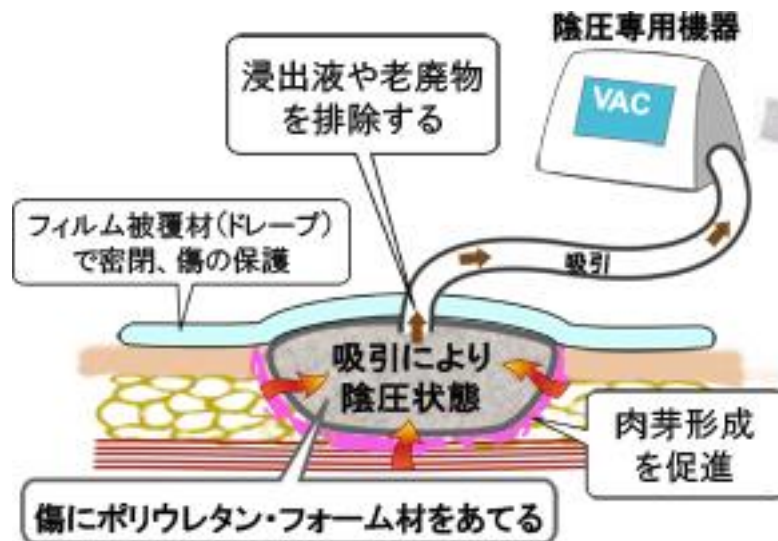 陰圧専用機器
VAC
浸出液や老廃物
を排除する
フィルム被覆材(ドレープ)
で密閉、傷の保護
吸引
吸引により
陰圧状態
肉芽形成
を促進
傷にポリウレタン・フォーム材をあてる